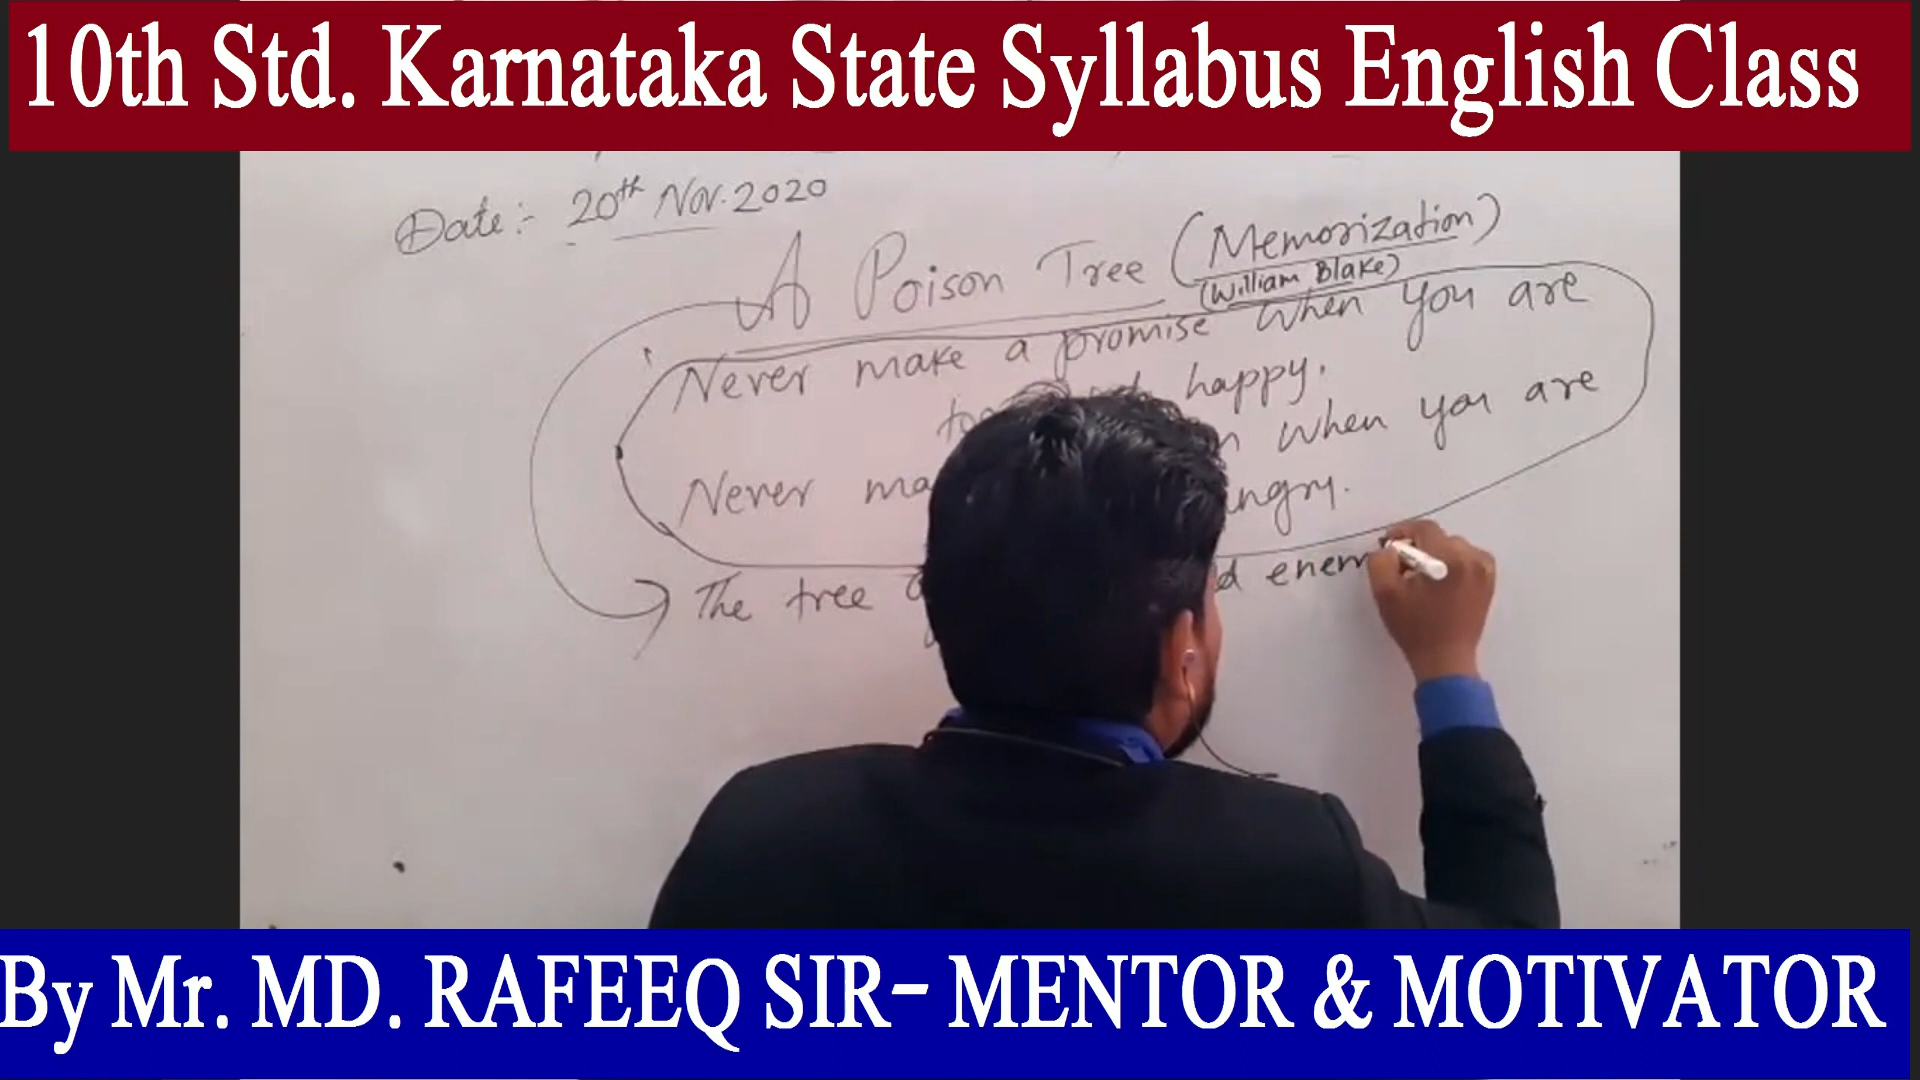 10th Std. Karnataka State Syllabus English Class
Date:- 20th Nov. 2020
A Poison Tree (Memorization)
(William Blake)
Never make a promise when you are
happy.
when you are
Never
angry.
The tree enem
By Mr. MD. RAFEEQ SIR- MENTOR & MOTIVATOR